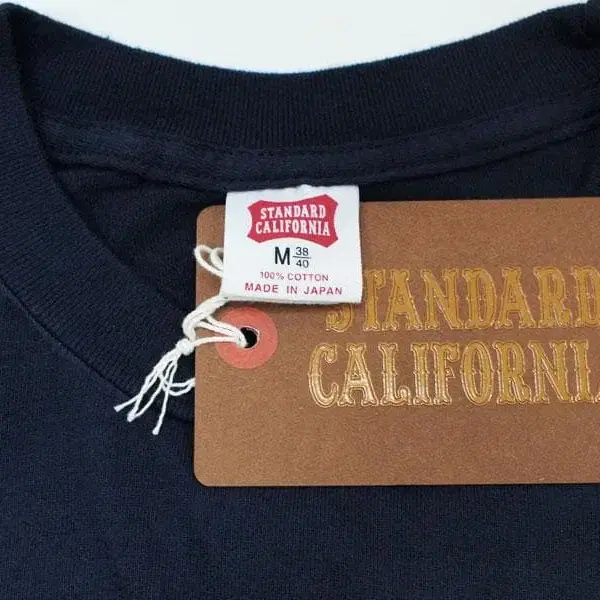 STANDARD
CALIFORNIA
M 38/40
100% COTTON
MADE IN JAPAN
STANDARD
CALIFORNIA